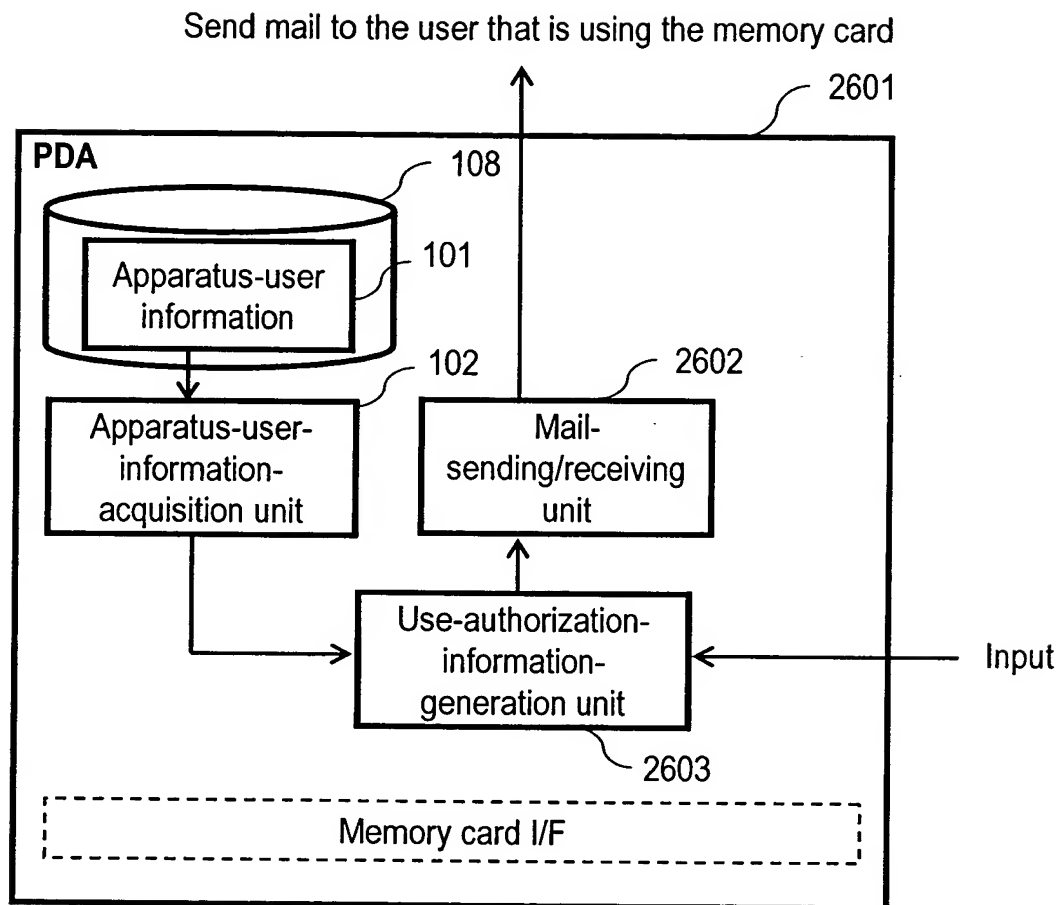 Send mail to the user that is using the memory card
2601
PDA
108
101
Apparatus-user
information
102
2602
Apparatus-user-
information-
acquisition unit
Mail-
sending/receiving
unit
Use-authorization-
information-
generation unit
Input
2603
Memory card I/F